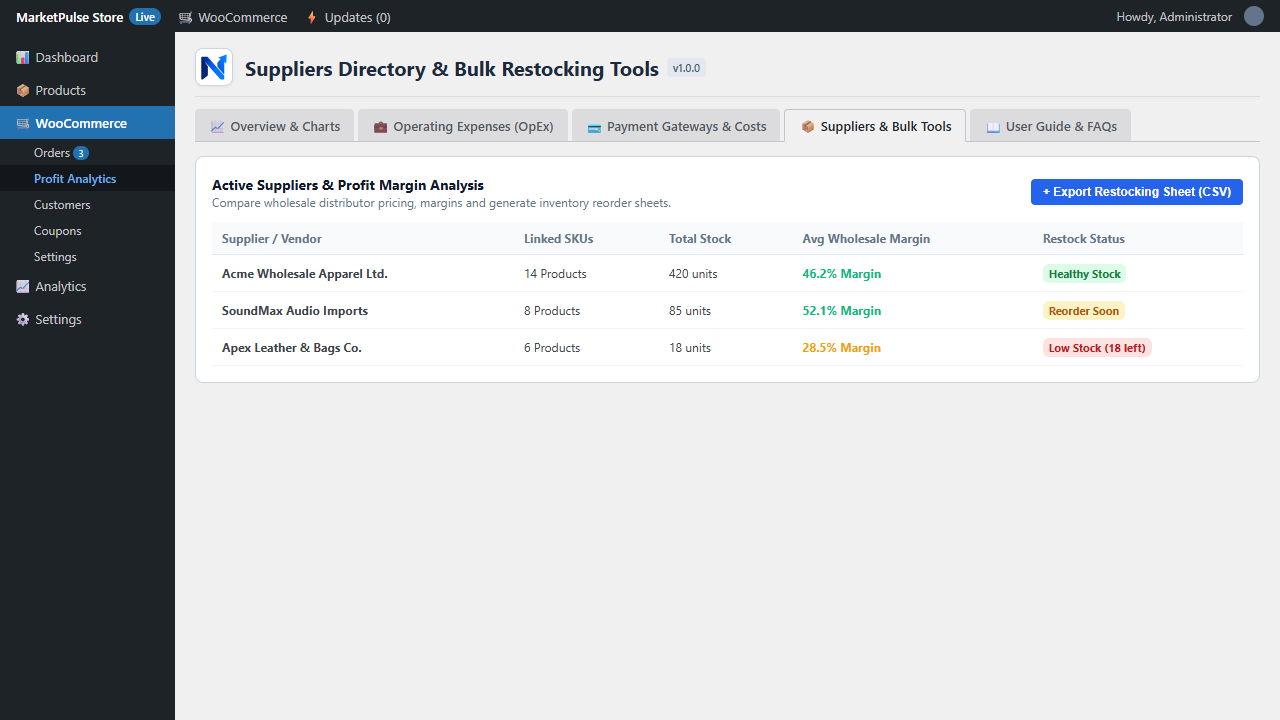 MarketPulse Store Live WooCommerce Updates (0) Howdy, Administrator
Dashboard
Products
WooCommerce
Orders 3
Profit Analytics
Customers
Coupons
Settings
Analytics
Settings
Suppliers Directory & Bulk Restocking Tools v1.0.0
Overview & Charts Operating Expenses (OpEx) Payment Gateways & Costs Suppliers & Bulk Tools User Guide & FAQs
Active Suppliers & Profit Margin Analysis
Compare wholesale distributor pricing, margins and generate inventory reorder sheets.
+ Export Restocking Sheet (CSV)
Supplier / Vendor Linked SKUs Total Stock Avg Wholesale Margin Restock Status
Acme Wholesale Apparel Ltd. 14 Products 420 units 46.2% Margin Healthy Stock
SoundMax Audio Imports 8 Products 85 units 52.1% Margin Reorder Soon
Apex Leather & Bags Co. 6 Products 18 units 28.5% Margin Low Stock (18 left)